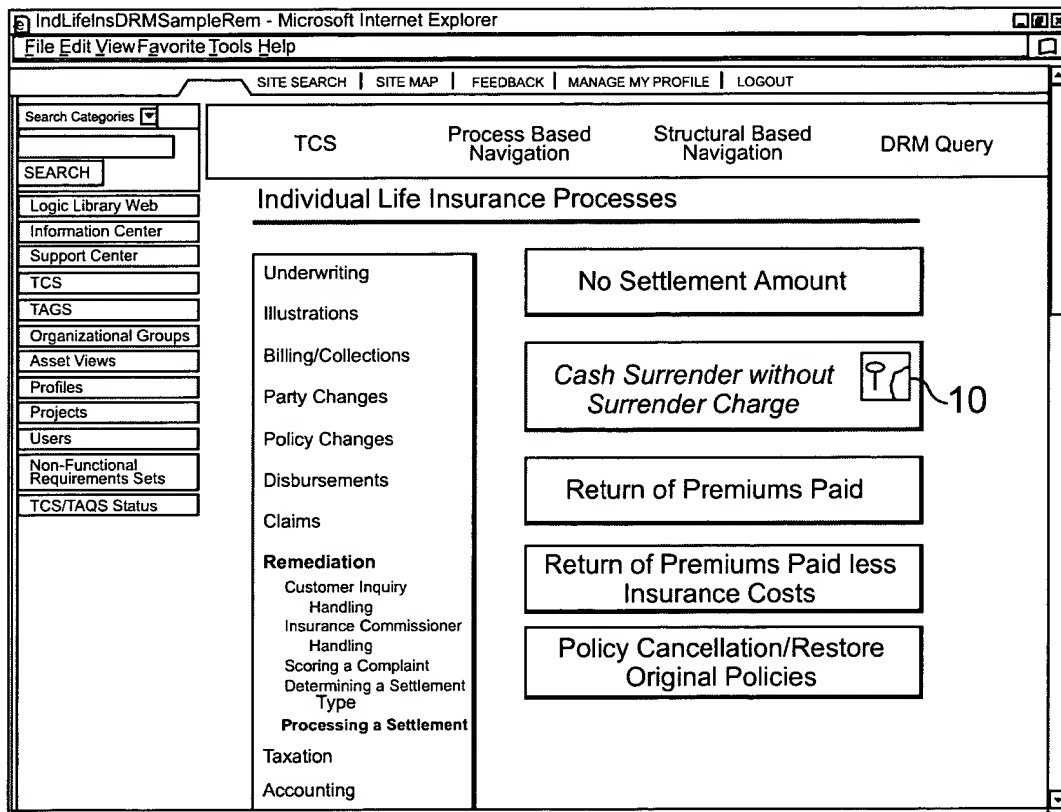 IndLifeInsDRMSampleRem - Microsoft Internet Explorer
File Edit View Favorite Tools Help
SITE SEARCH | SITE MAP | FEEDBACK | MANAGE MY PROFILE | LOGOUT
Search Categories
SEARCH
Logic Library Web
Information Center
Support Center
TCS
TAGS
Organizational Groups
Asset Views
Profiles
Projects
Users
Non-Functional
Requirements Sets
TCS/TAQS Status
TCS
Process Based
Navigation
Structural Based
Navigation
DRM Query
Individual Life Insurance Processes
Underwriting
Illustrations
Billing/Collections
Party Changes
Policy Changes
Disbursements
Claims
Remediation
Customer Inquiry
Handling
Insurance Commissioner
Handling
Scoring a Complaint
Determining a Settlement
Type
Processing a Settlement
Taxation
Accounting
No Settlement Amount
Cash Surrender without
Surrender Charge
10
Return of Premiums Paid
Return of Premiums Paid less
Insurance Costs
Policy Cancellation/Restore
Original Policies